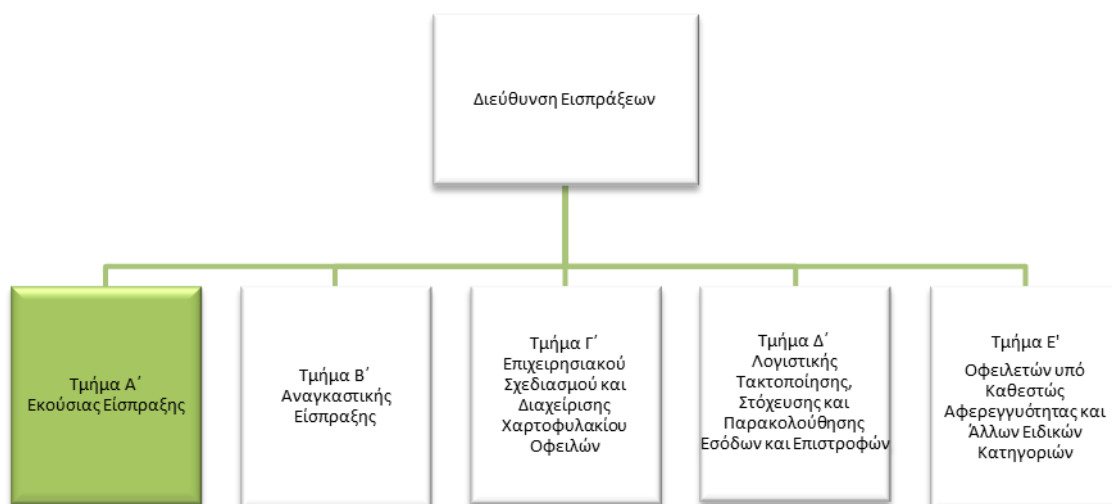 Διεύθυνση Εισπράξεων
Τμήμα Α΄
Εκούσιας Είσπραξης
Τμήμα Β΄
Αναγκαστικής
Είσπραξης
Τμήμα Γ΄
Επιχειρησιακού
Σχεδιασμού και
Διαχείρισης
Χαρτοφυλακίου
Οφειλών
Τμήμα Δ΄
Λογιστικής
Τακτοποίησης,
Στόχευσης και
Παρακολούθησης
Εσόδων και Επιστροφών
Τμήμα Ε'
Οφειλετών υπό
Καθεστώς
Αφερεγγυότητας και
Άλλων Ειδικών
Κατηγοριών